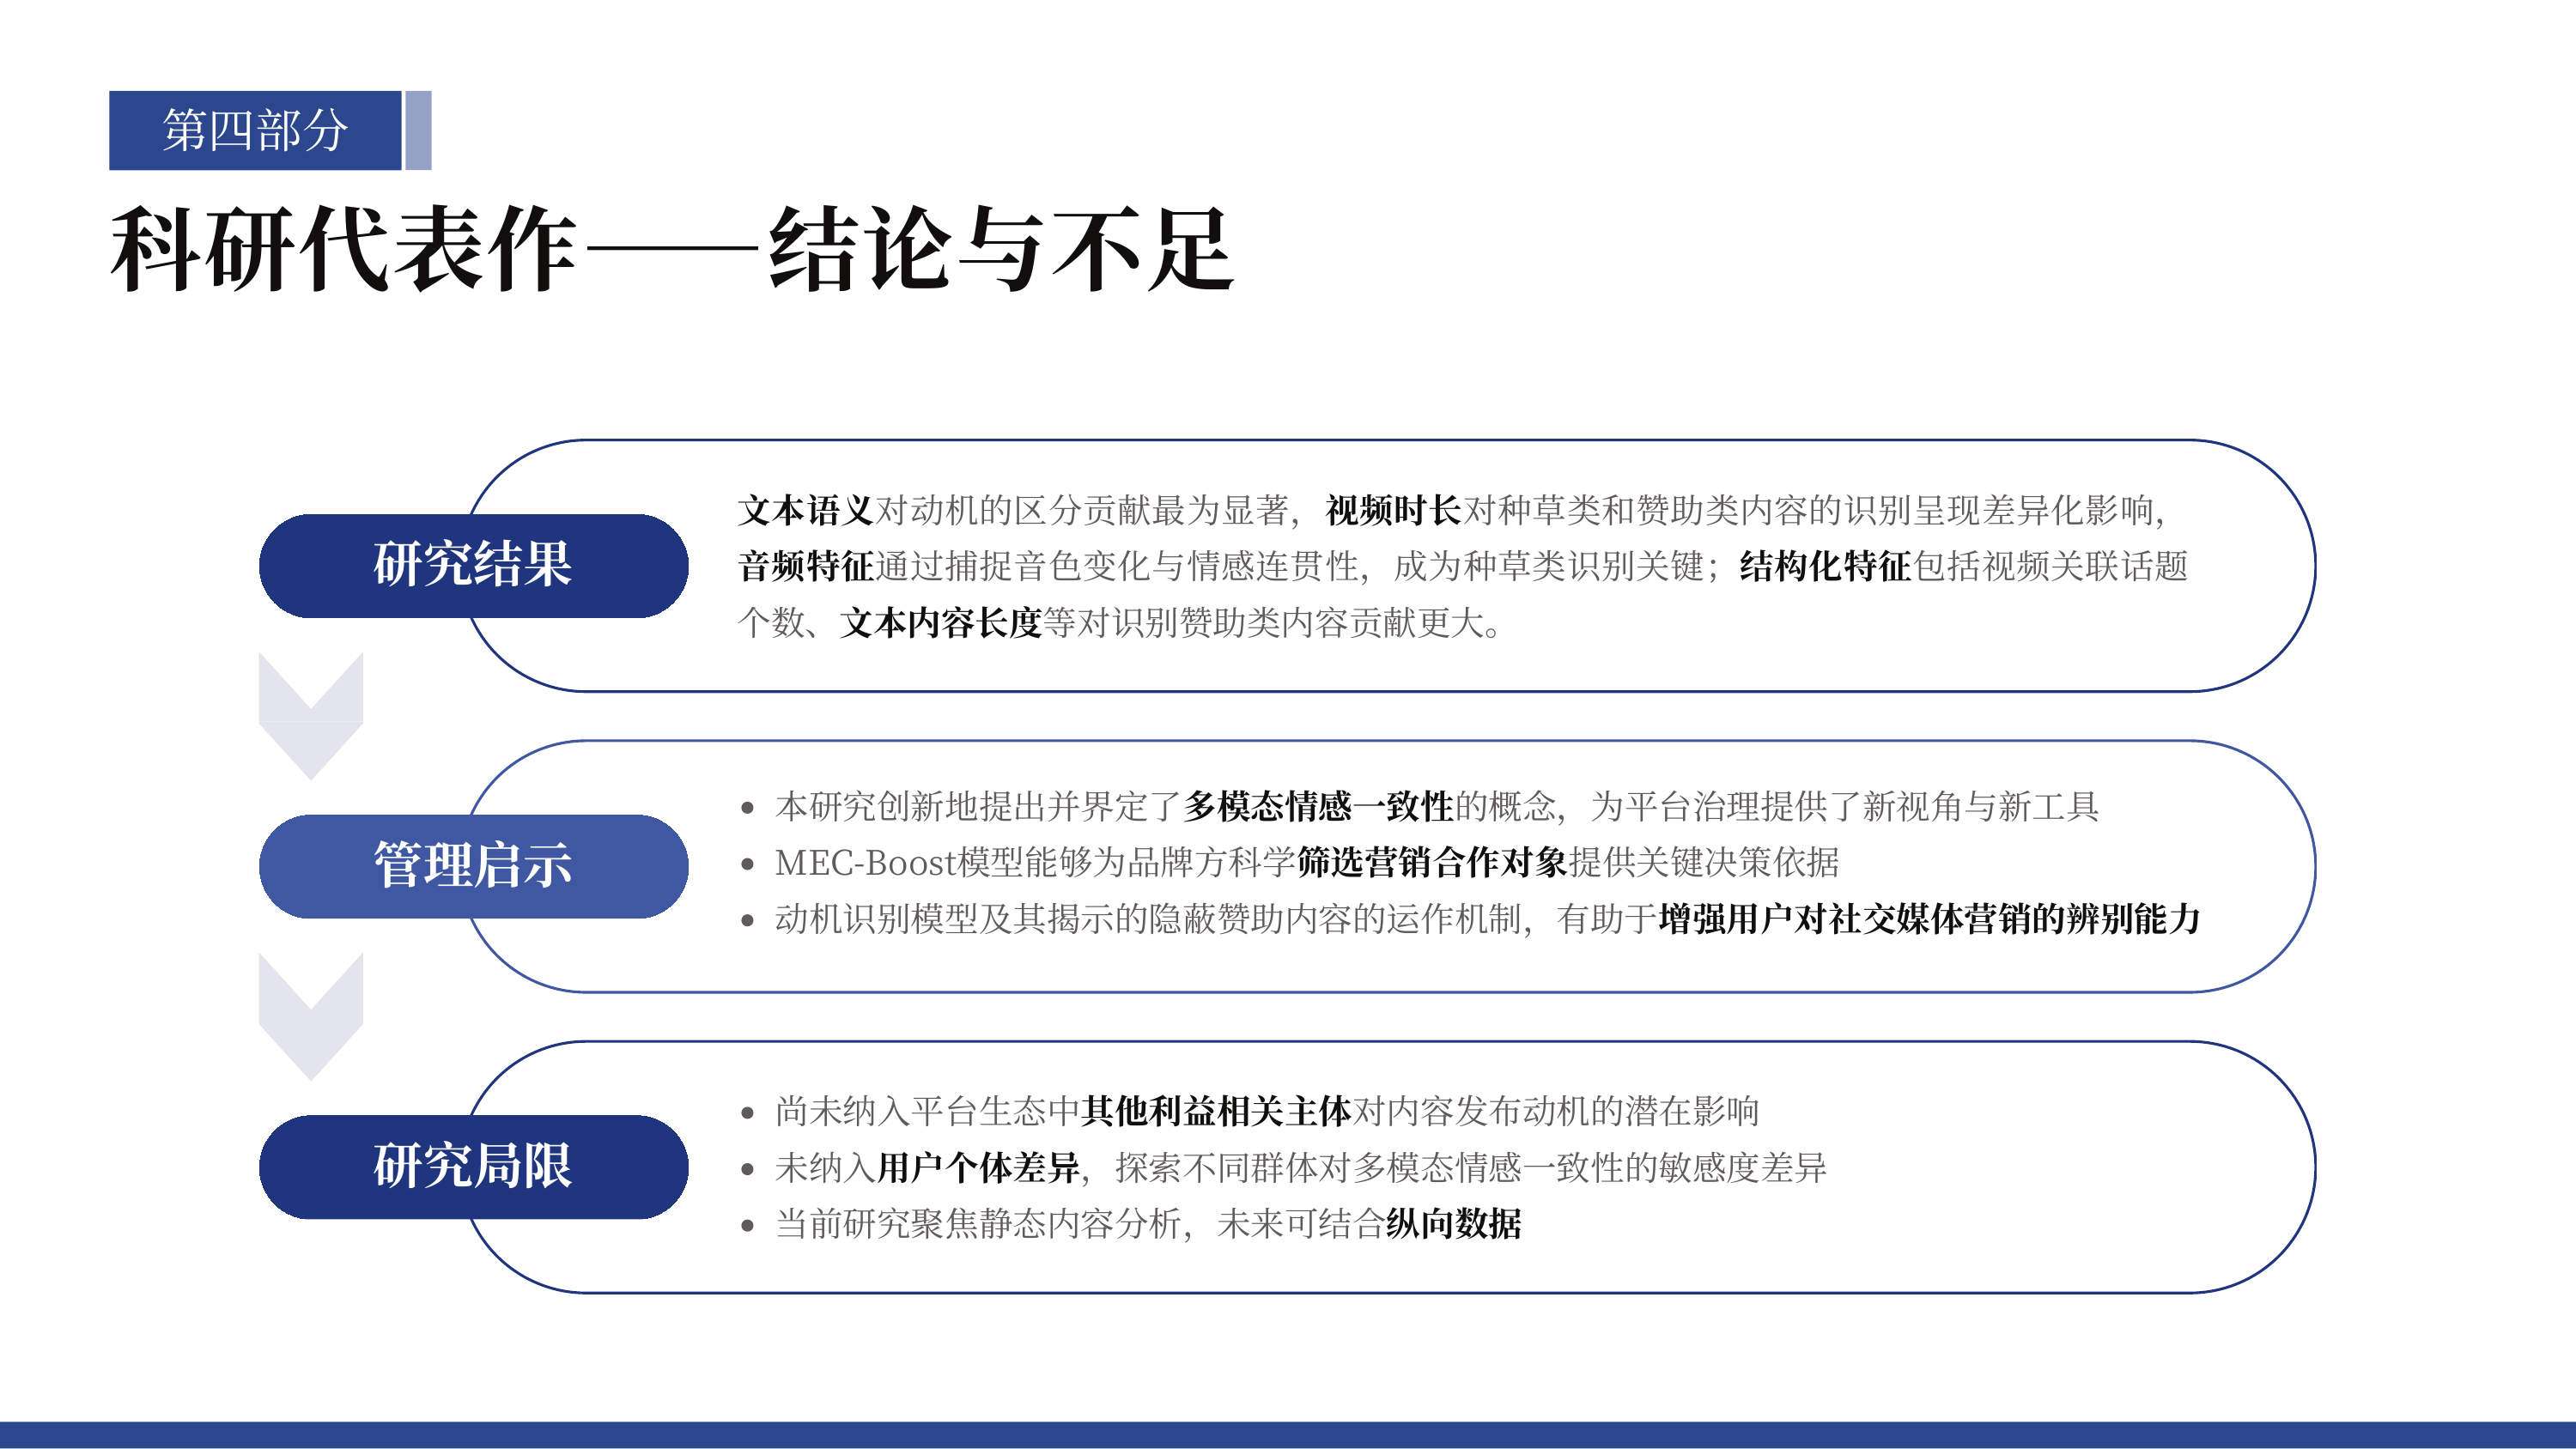 第四部分
科研代表作——结论与不足
研究结果
文本语义对动机的区分贡献最为显著，视频时长对种草类和赞助类内容的识别呈现差异化影响，
音频特征通过捕捉音色变化与情感连贯性，成为种草类识别关键；结构化特征包括视频关联话题
个数、文本内容长度等对识别赞助类内容贡献更大。
管理启示
• 本研究创新地提出并界定了多模态情感一致性的概念，为平台治理提供了新视角与新工具
• MEC-Boost模型能够为品牌方科学筛选营销合作对象提供关键决策依据
• 动机识别模型及其揭示的隐蔽赞助内容的运作机制，有助于增强用户对社交媒体营销的辨别能力
研究局限
• 尚未纳入平台生态中其他利益相关主体对内容发布动机的潜在影响
• 未纳入用户个体差异，探索不同群体对多模态情感一致性的敏感度差异
• 当前研究聚焦静态内容分析，未来可结合纵向数据